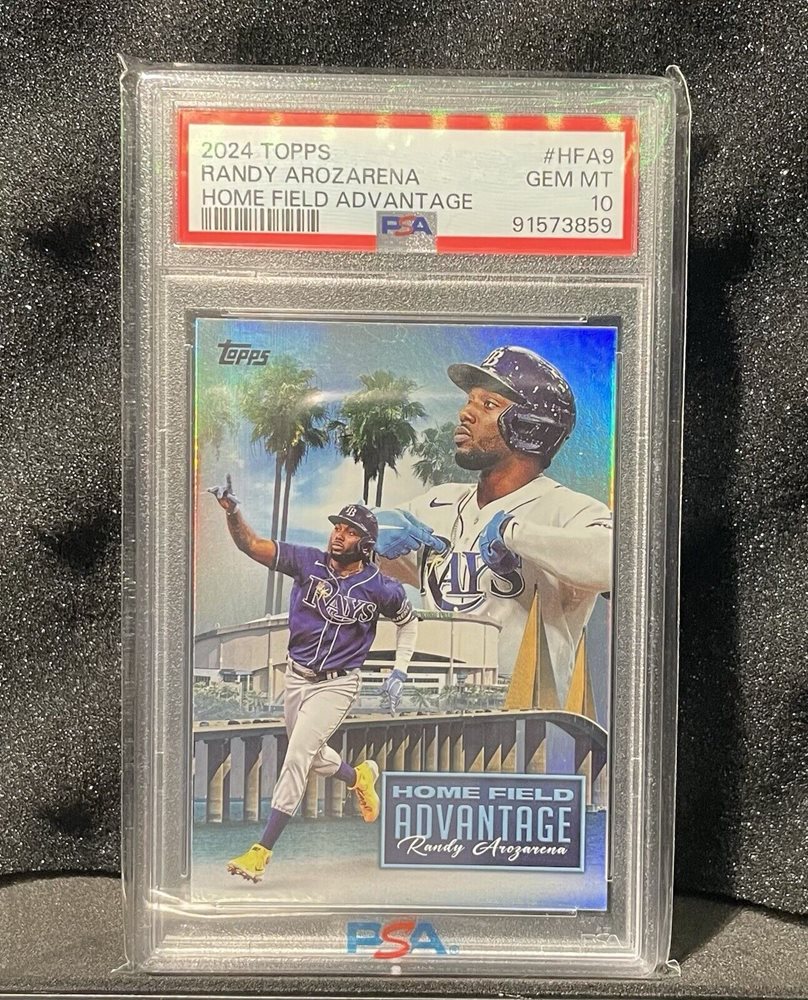 2024 TOPPS #HFA9
RANDY AROZARENA GEM MT
HOME FIELD ADVANTAGE 10
PSA 91573859
TOPPS
B
B
RAYS
RAYS
HOME FIELD
ADVANTAGE
Randy Arozarena
PSA